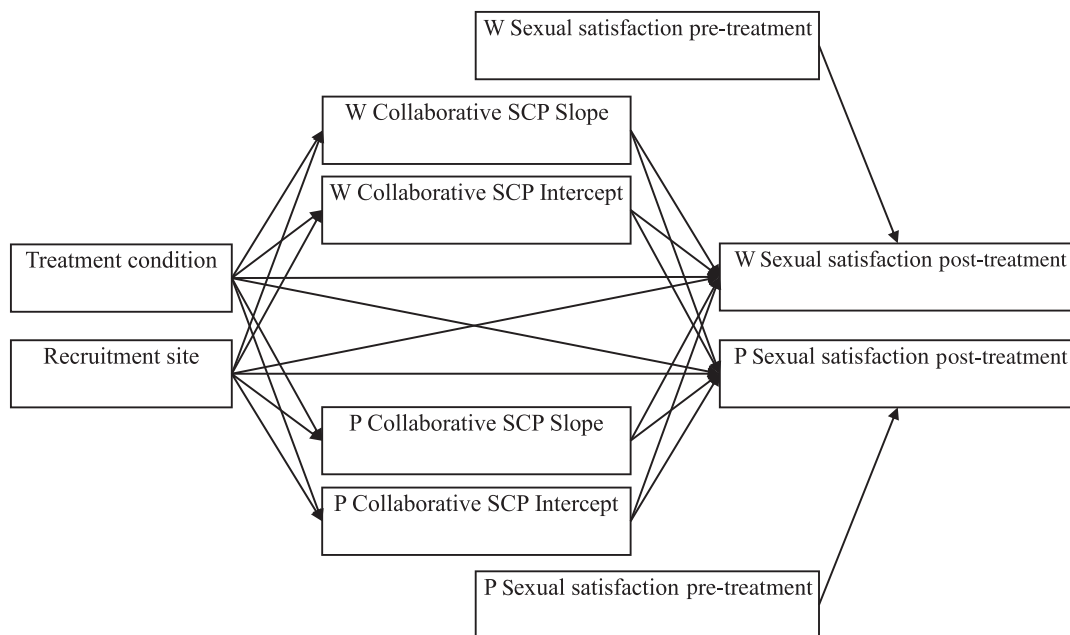 W Sexual satisfaction pre-treatment
W Collaborative SCP Slope
W Collaborative SCP Intercept
Treatment condition
W Sexual satisfaction post-treatment
Recruitment site
P Sexual satisfaction post-treatment
P Collaborative SCP Slope
P Collaborative SCP Intercept
P Sexual satisfaction pre-treatment